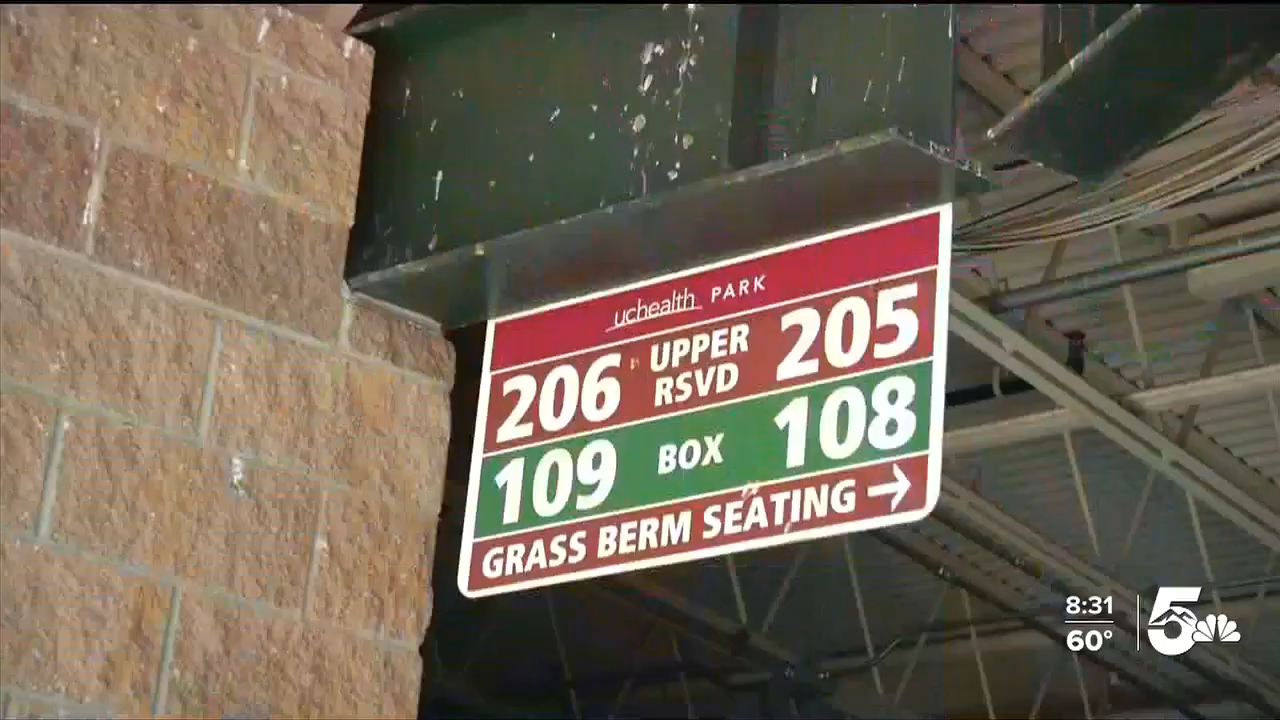 uchealth PARK
206 UPPER RSVD 205
109 BOX 108
GRASS BERM SEATING →
8:31
60°
5